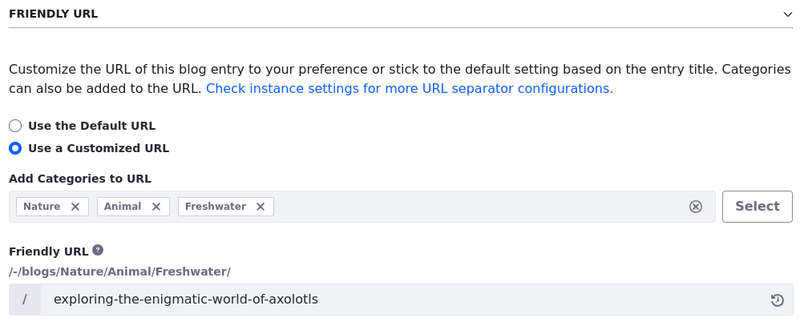 FRIENDLY URL
Customize the URL of this blog entry to your preference or stick to the default setting based on the entry title. Categories
can also be added to the URL. Check instance settings for more URL separator configurations.
Use the Default URL
Use a Customized URL
Add Categories to URL
Nature Animal Freshwater Select
Friendly URL
/-/blogs/Nature/Animal/Freshwater/
/ exploring-the-enigmatic-world-of-axolotls